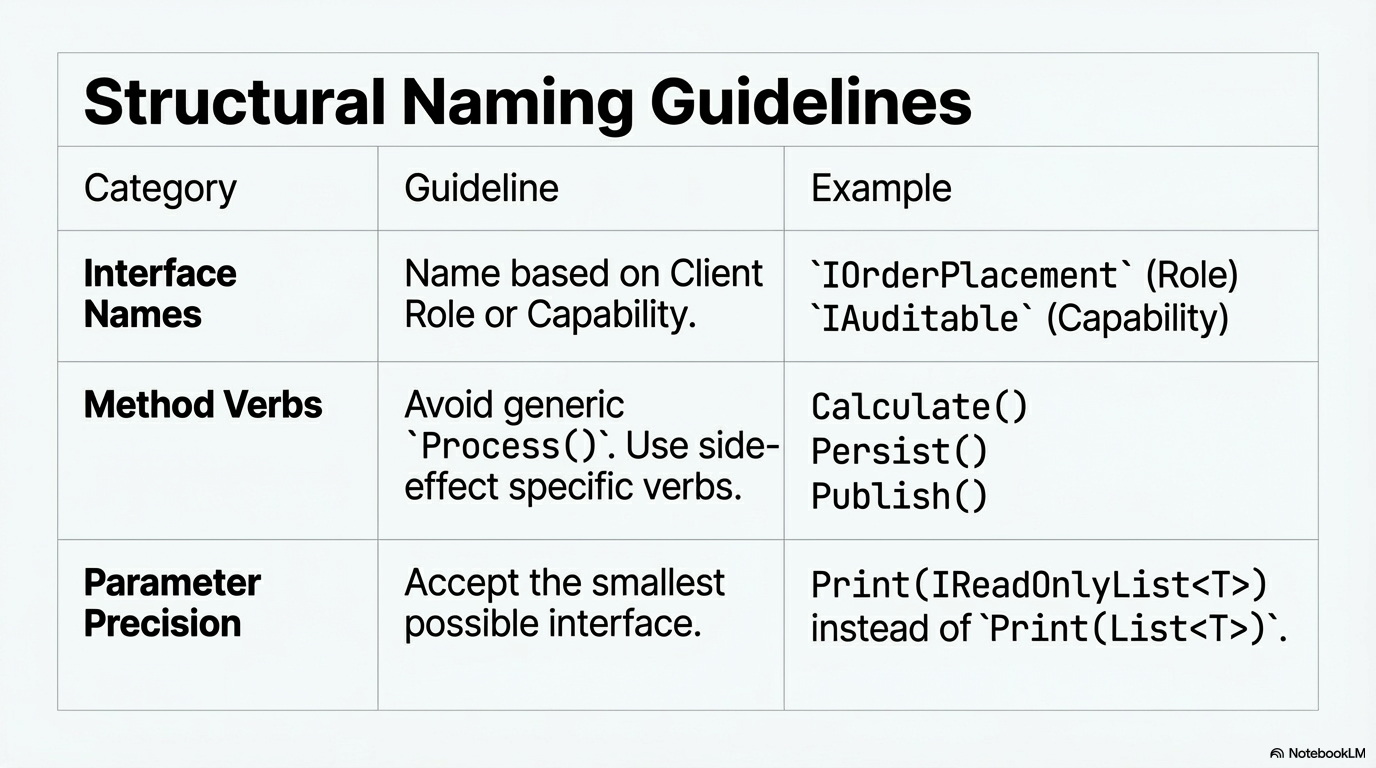 Structural Naming Guidelines
Category
Guideline
Example
Interface
Names
Name based on Client
Role or Capability.
`IOrderPlacement` (Role)
`IAuditable` (Capability)
Method Verbs
Avoid generic
`Process()`. Use side-
effect specific verbs.
Calculate()
Persist()
Publish()
Parameter
Precision
Accept the smallest
possible interface.
Print(IReadOnlyList<T>)
instead of `Print(List<T>)`.
NotebookLM